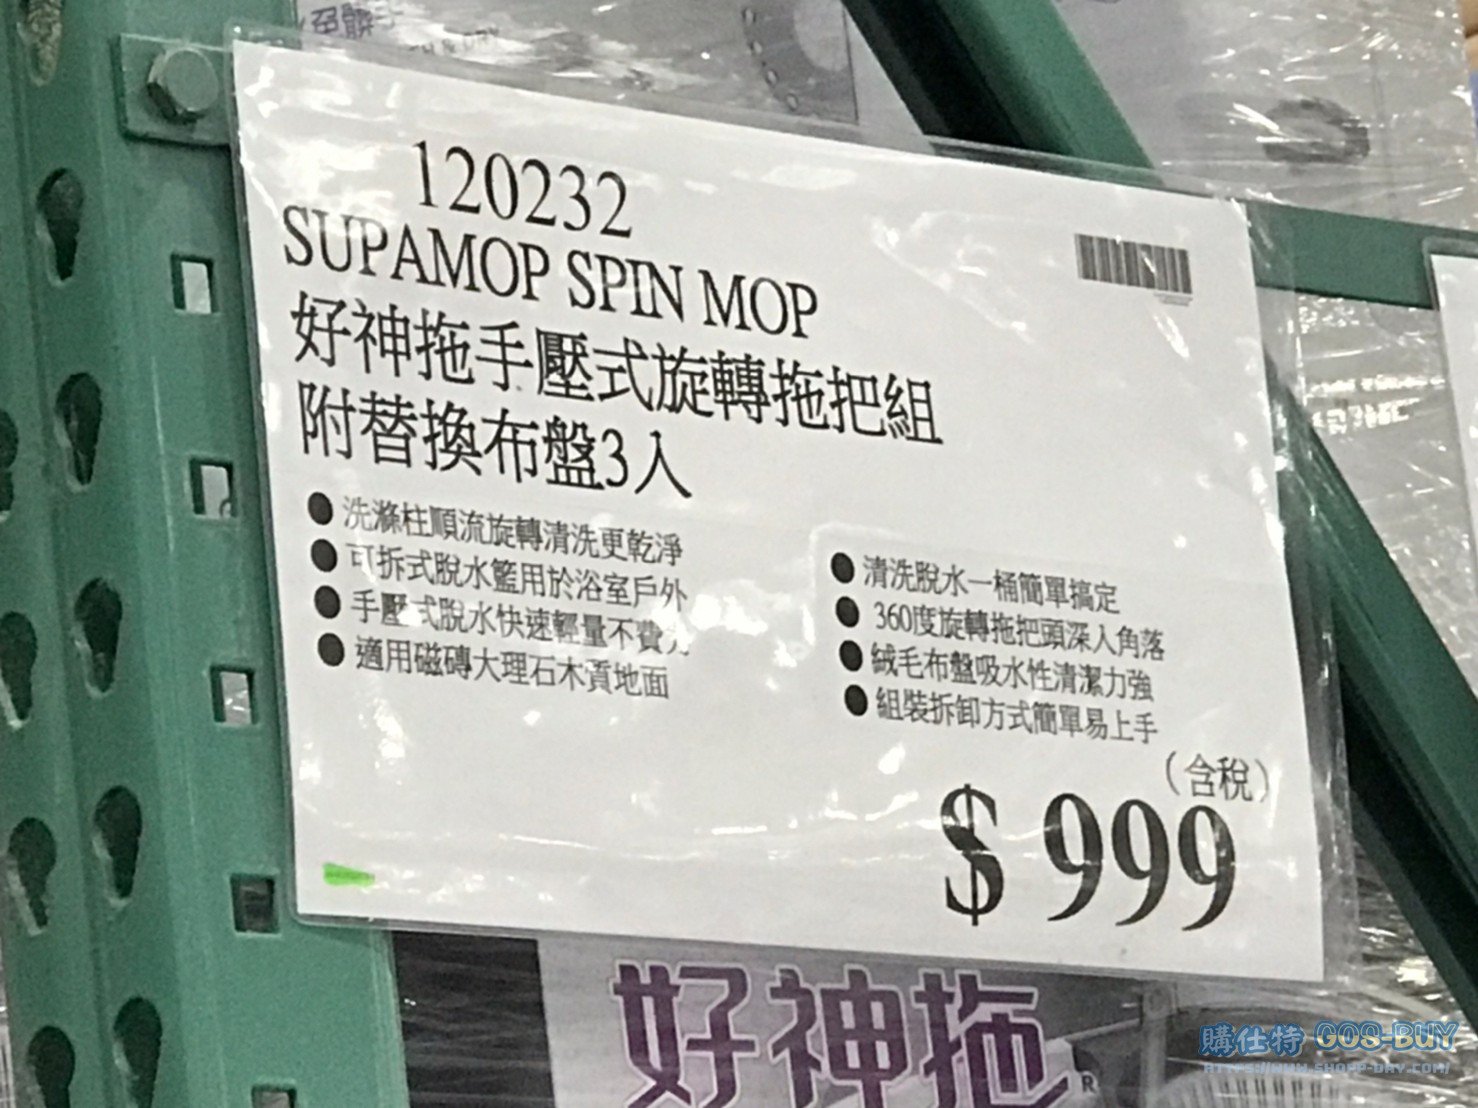 120232
SUPAMOP SPIN MOP
好神拖手壓式旋轉拖把組
附替換布盤3入
● 洗滌柱順流旋轉清洗更乾淨
● 可拆式脫水籃用於浴室戶外
● 手壓式脫水快速輕量不費力
● 適用磁磚大理石木質地面
● 清洗脫水一桶簡單搞定
● 360度旋轉拖把頭深入角落
● 絨毛布盤吸水性清潔力強
● 組裝拆卸方式簡單易上手
(含稅)
$ 999
好神拖
購仕特 GOS-BUY
HTTPS://WWW.SHOPP-DAY.COM/